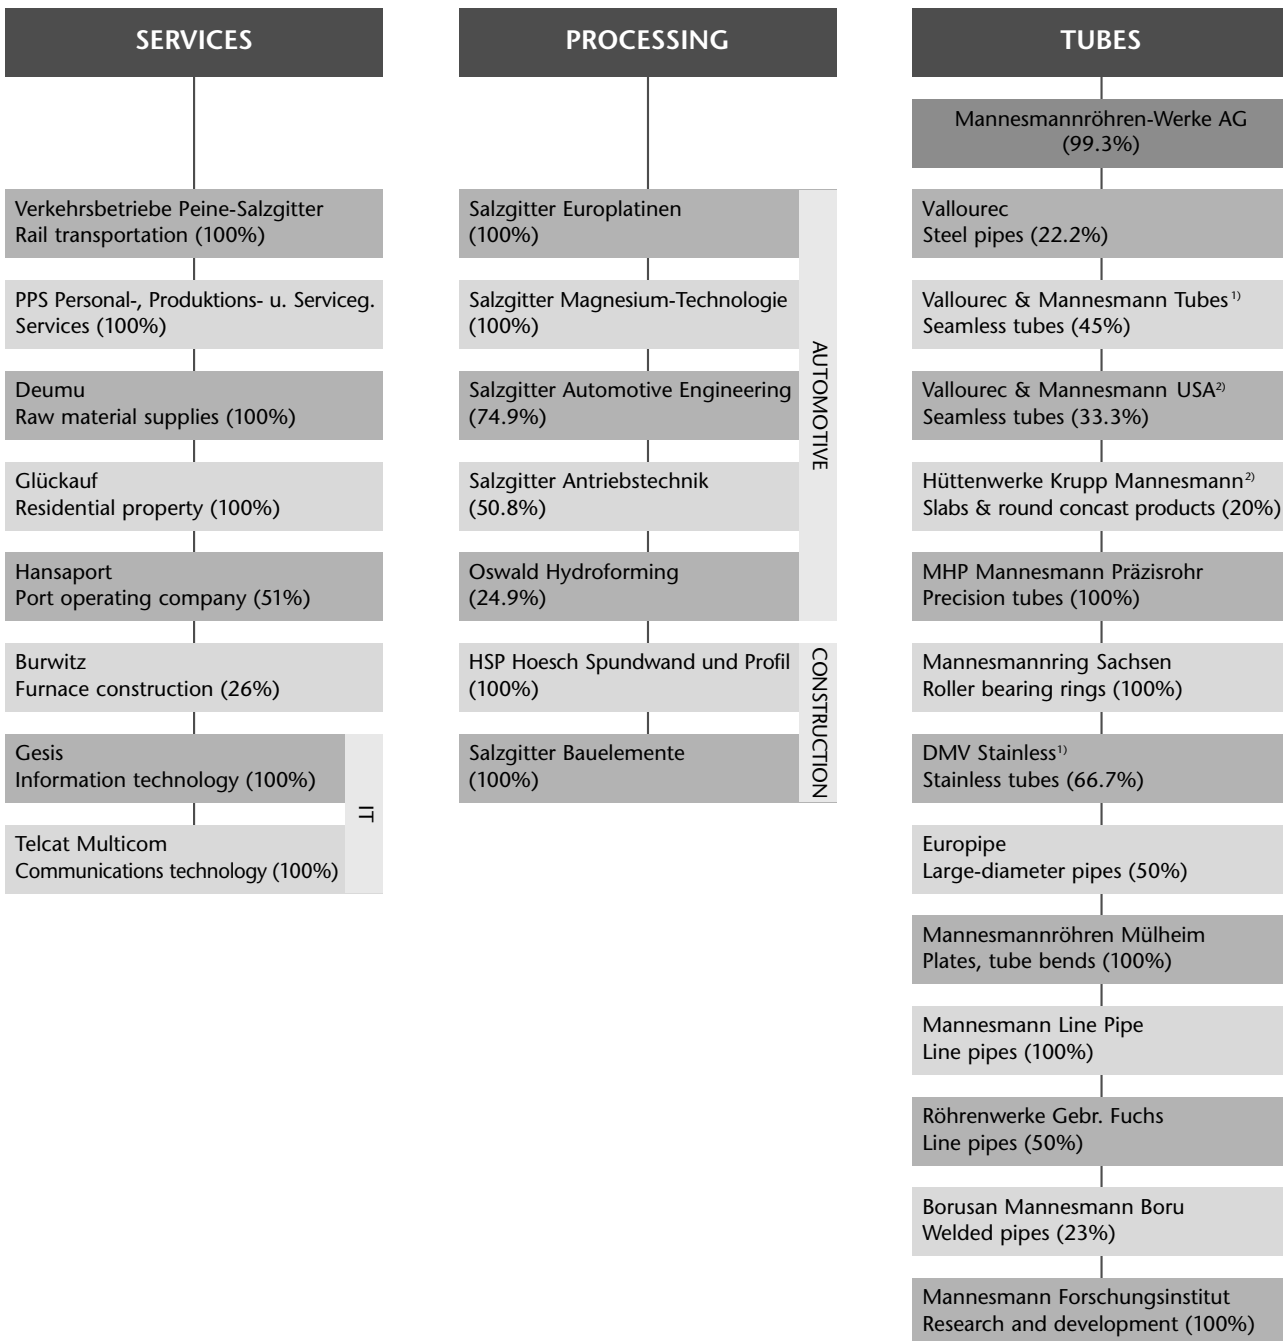 SERVICES
Verkehrsbetriebe Peine-Salzgitter
Rail transportation (100%)
PPS Personal-, Produktions- u. Serviceg.
Services (100%)
Deumu
Raw material supplies (100%)
Glückauf
Residential property (100%)
Hansaport
Port operating company (51%)
Burwitz
Furnace construction (26%)
Gesis
Information technology (100%)
Telcat Multicom
Communications technology (100%)
IT
PROCESSING
Salzgitter Europlatinen
(100%)
Salzgitter Magnesium-Technologie
(100%)
Salzgitter Automotive Engineering
(74.9%)
Salzgitter Antriebstechnik
(50.8%)
Oswald Hydroforming
(24.9%)
AUTOMOTIVE
HSP Hoesch Spundwand und Profil
(100%)
Salzgitter Bauelemente
(100%)
CONSTRUCTION
TUBES
Mannesmannröhren-Werke AG
(99.3%)
Vallourec
Steel pipes (22.2%)
Vallourec & Mannesmann Tubes 1)
Seamless tubes (45%)
Vallourec & Mannesmann USA2)
Seamless tubes (33.3%)
Hüttenwerke Krupp Mannesmann2)
Slabs & round concast products (20%)
MHP Mannesmann Präzisrohr
Precision tubes (100%)
Mannesmannring Sachsen
Roller bearing rings (100%)
DMV Stainless1)
Stainless tubes (66.7%)
Europipe
Large-diameter pipes (50%)
Mannesmannröhren Mülheim
Plates, tube bends (100%)
Mannesmann Line Pipe
Line pipes (100%)
Röhrenwerke Gebr. Fuchs
Line pipes (50%)
Borusan Mannesmann Boru
Welded pipes (23%)
Mannesmann Forschungsinstitut
Research and development (100%)